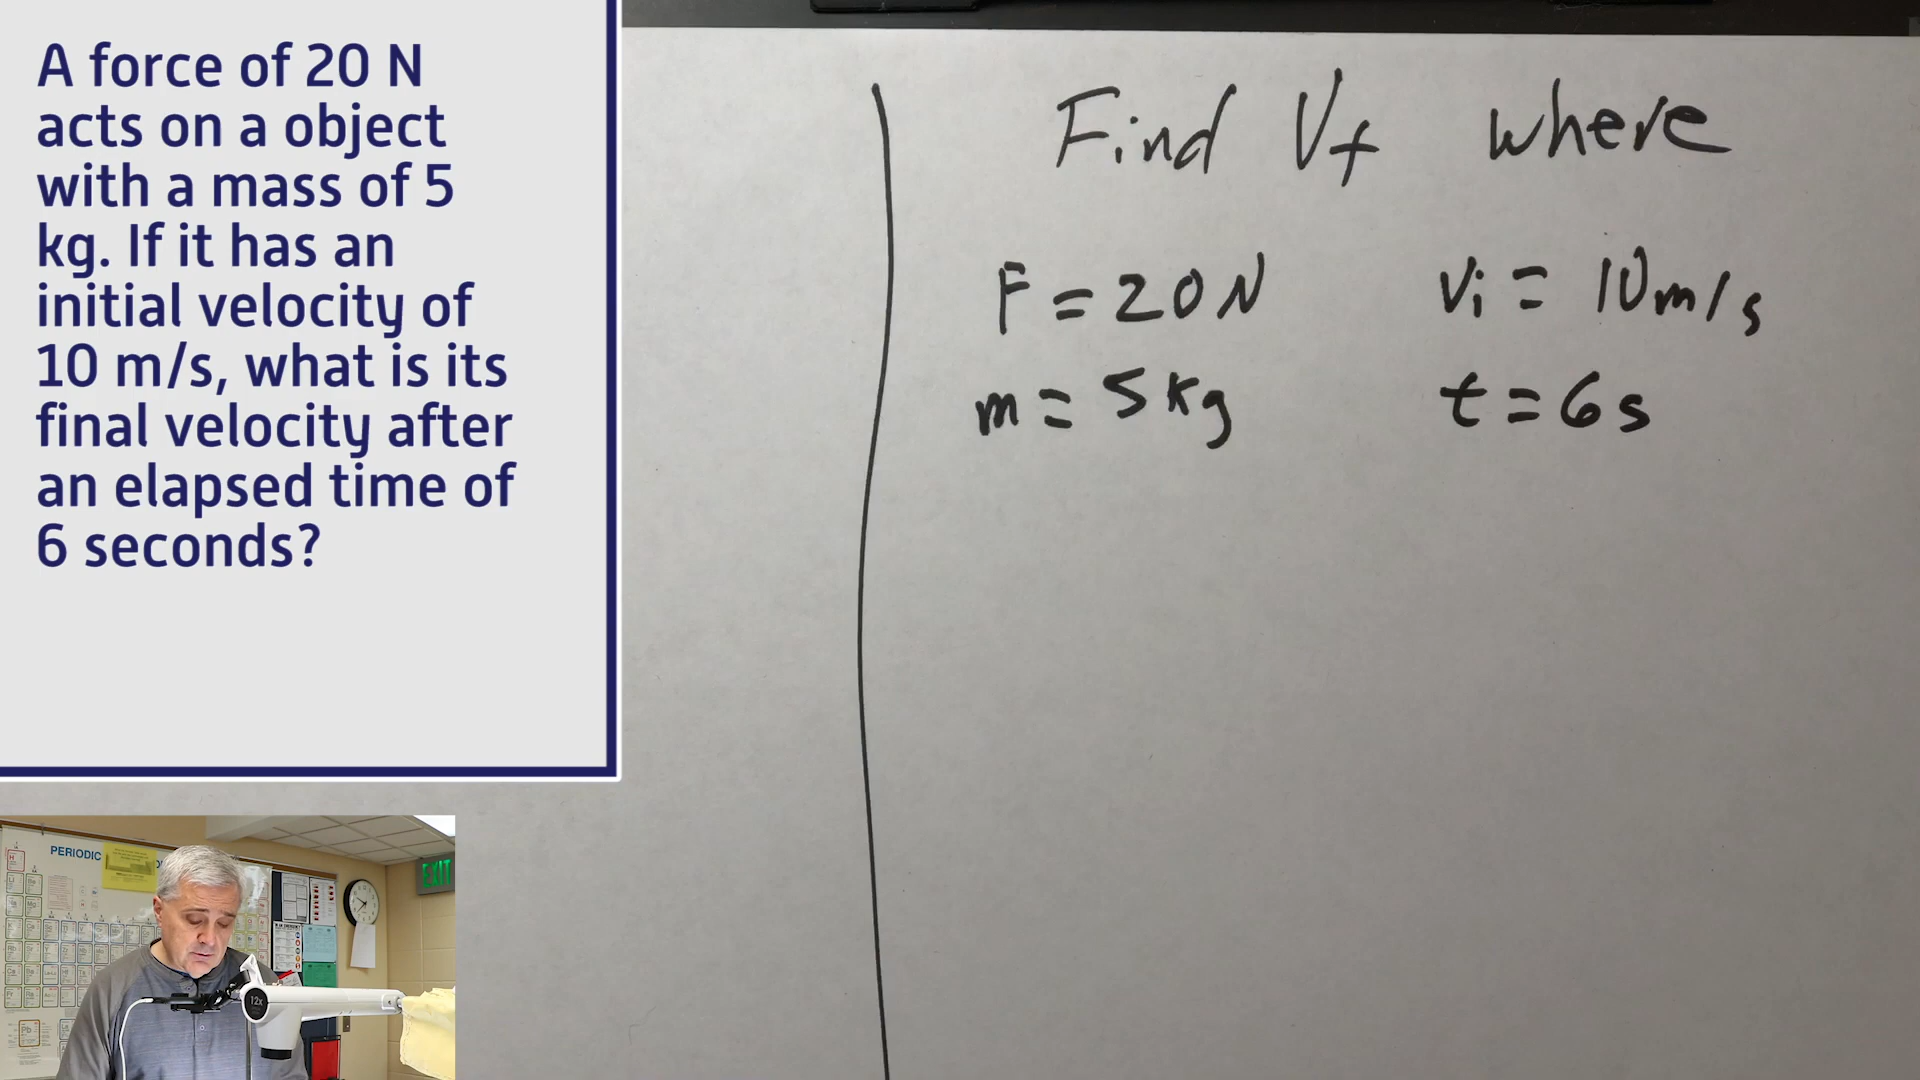 A force of 20 N
acts on a object
with a mass of 5
kg. If it has an
initial velocity of
10 m/s, what is its
final velocity after
an elapsed time of
6 seconds?
Find Vf where
F = 20 N
vi = 10 m/s
m = 5 kg
t = 6 s
PERIODIC
EXIT
12x
Pb